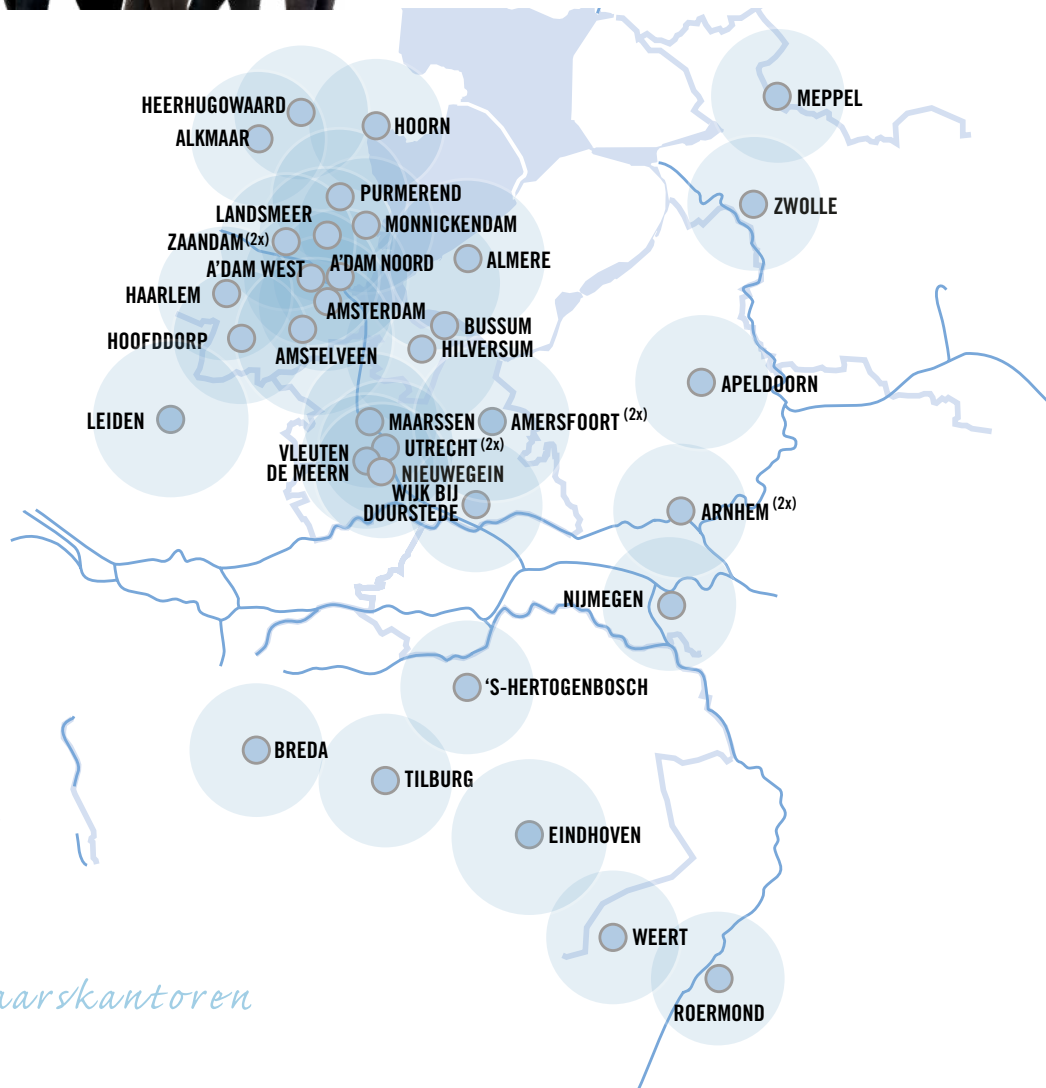 MEPPEL
HEERHUGOWAARD
HOORN
ALKMAAR
PURMEREND
ZWOLLE
LANDSMEER
MONNICKENDAM
ZAANDAM (2x)
A'DAM WEST
A'DAM NOORD
ALMERE
HAARLEM
AMSTERDAM
BUSSUM
HOOFDDORP
HILVERSUM
AMSTELVEEN
APELDOORN
LEIDEN
MAARSSEN
AMERSFOORT (2x)
UTRECHT (2x)
VLEUTEN
DE MEERN
NIEUWEGEIN
WIJK BIJ
DUURSTEDE
ARNHEM (2x)
NIJMEGEN
‘S-HERTOGENBOSCH
BREDA
TILBURG
EINDHOVEN
WEERT
aarskantoren
ROERMOND